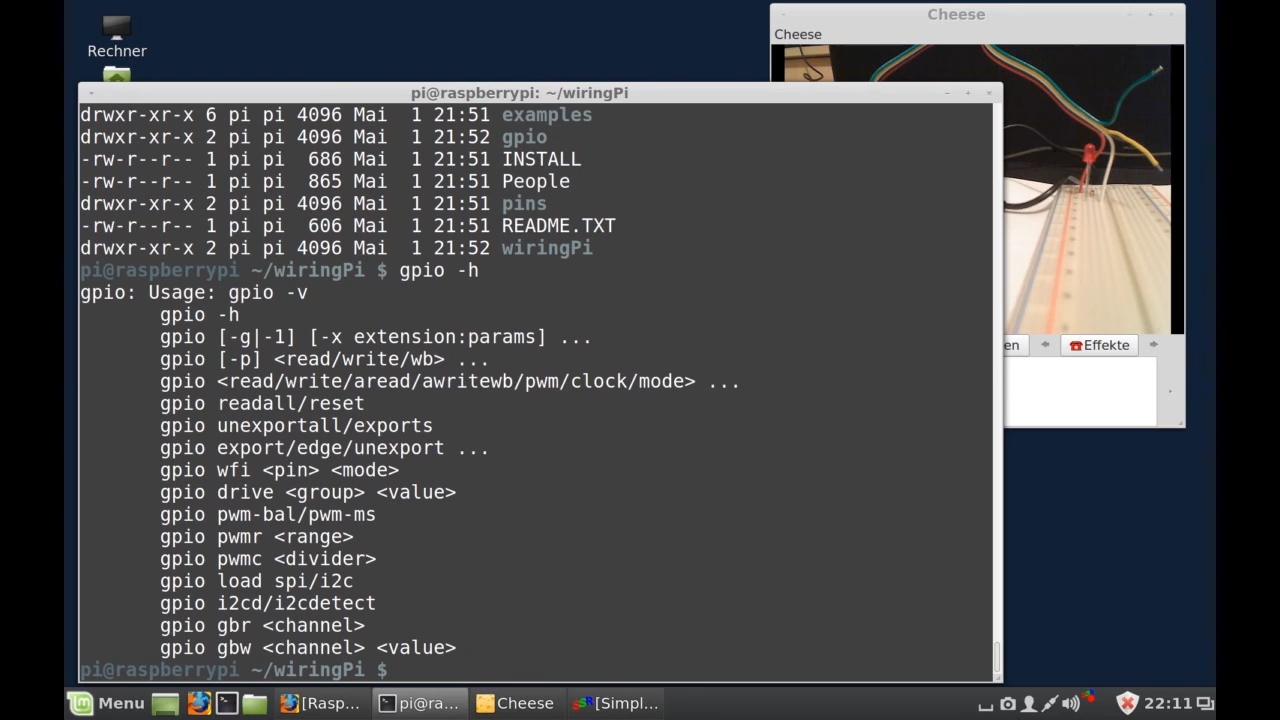 Rechner
Cheese
Cheese
pi@raspberrypi: ~/wiringPi
drwxr-xr-x 6 pi pi 4096 Mai  1 21:51 examples
drwxr-xr-x 2 pi pi 4096 Mai  1 21:52 gpio
-rw-r--r-- 1 pi pi  686 Mai  1 21:51 INSTALL
-rw-r--r-- 1 pi pi  865 Mai  1 21:51 People
drwxr-xr-x 2 pi pi 4096 Mai  1 21:51 pins
-rw-r--r-- 1 pi pi  606 Mai  1 21:51 README.TXT
drwxr-xr-x 2 pi pi 4096 Mai  1 21:52 wiringPi
pi@raspberrypi ~/wiringPi $ gpio -h
gpio: Usage: gpio -v
gpio -h
gpio [-g|-1] [-x extension:params] ...
gpio [-p] <read/write/wb> ...
gpio <read/write/aread/awritewb/pwm/clock/mode> ...
gpio readall/reset
gpio unexportall/exports
gpio export/edge/unexport ...
gpio wfi <pin> <mode>
gpio drive <group> <value>
gpio pwm-bal/pwm-ms
gpio pwmr <range>
gpio pwmc <divider>
gpio load spi/i2c
gpio i2cd/i2cdetect
gpio gbr <channel>
gpio gbw <channel> <value>
pi@raspberrypi ~/wiringPi $
en
Effekte
Menu
[Rasp...
pi@ra...
Cheese
SSR [Simpl...
22:11